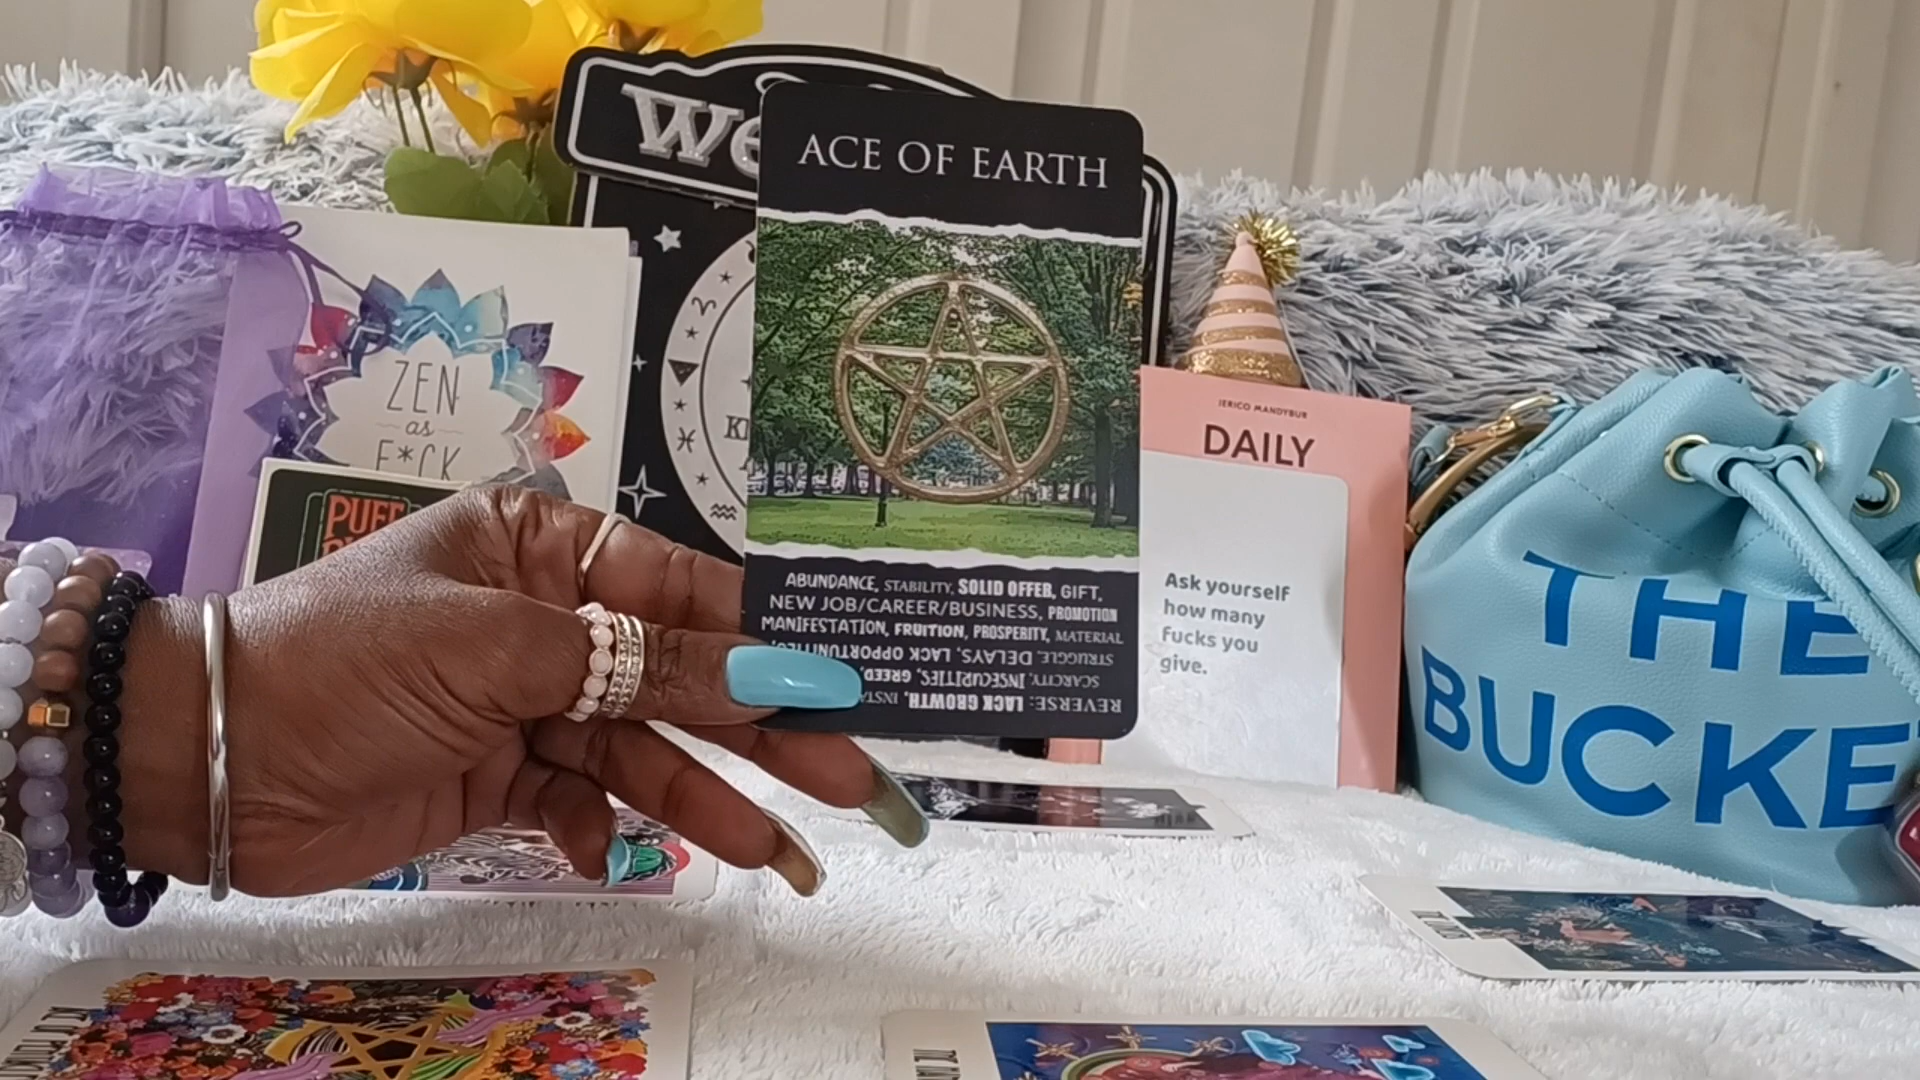 We
ACE OF EARTH
ZEN
as
F*CK
PUFF
JERICO MANDYBUR
DAILY
Ask yourself
how many
fucks you
give.
ABUNDANCE, STABILITY, SOLID OFFER, GIFT,
NEW JOB/CAREER/BUSINESS, PROMOTION
MANIFESTATION, FRUITION, PROSPERITY, MATERIAL
REVERSE: LACK GROWTH,
SCARCITY, INSECURITIES, GREED,
STRUGGLE, DELAYS, LACK OPPORTUNITIES,
THE
BUCKE